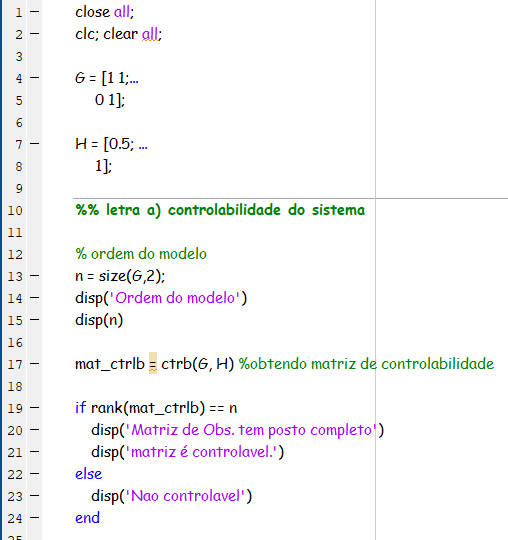 1 — close all;
2 — clc; clear all;
3
4 — G = [1 1;...
5 0 1];
6
7 — H = [0.5; ...
8 1];
9
10 %% letra a) controlabilidade do sistema
11
12 % ordem do modelo
13 — n = size(G,2);
14 — disp('Ordem do modelo')
15 — disp(n)
16
17 — mat_ctrlb = ctrb(G, H) %obtendo matriz de controlabilidade
18
19 — if rank(mat_ctrlb) == n
20 — disp('Matriz de Obs. tem posto completo')
21 — disp('matriz é controlavel.')
22 — else
23 — disp('Nao controlavel')
24 — end
25